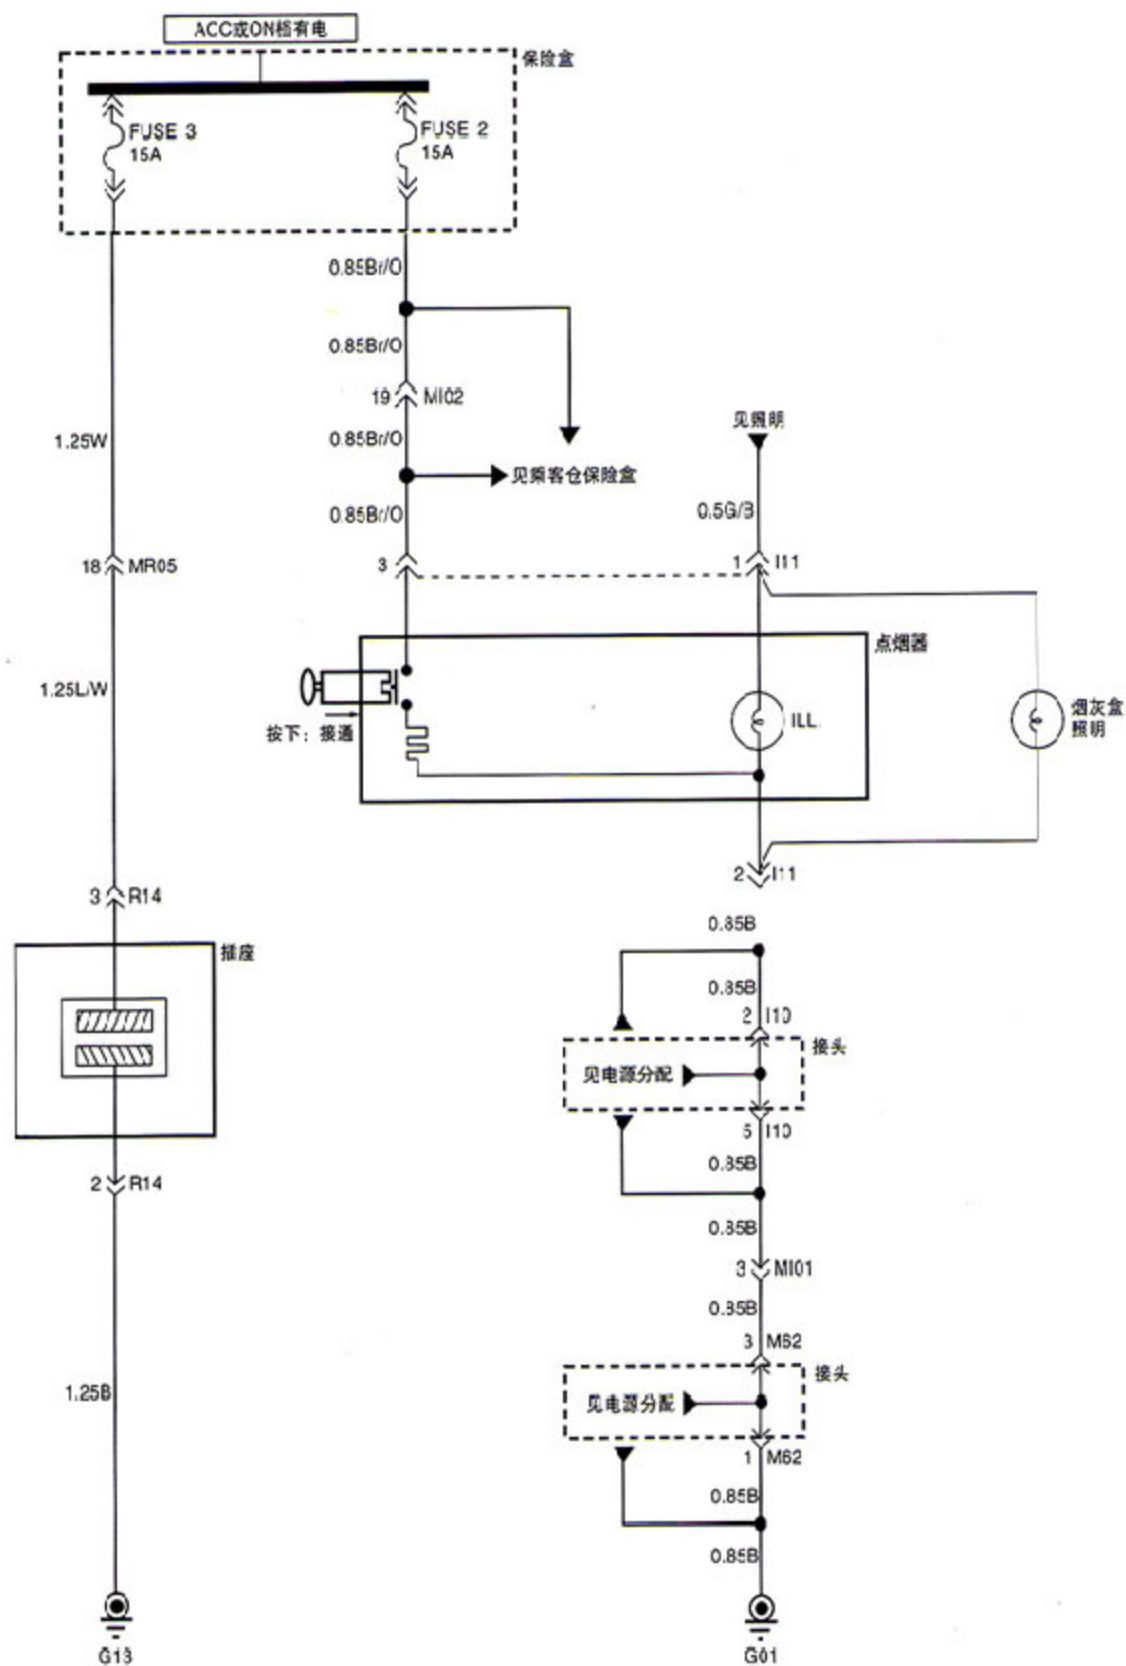 ACC或ON档有电
保险盒
FUSE 3
15A
FUSE 2
15A
0.85Br/O
0.85Br/O
19 MI02
0.85Br/O
见乘客仓保险盒
0.85Br/O
1.25W
见照明
0.5G/B
18 MR05
3
1 I11
点烟器
1.25L/W
按下：接通
ILL.
烟灰盒
照明
2 I11
3 R14
插座
0.85B
0.85B
2 I10
接头
见电源分配
5 I10
0.85B
2 R14
0.85B
3 MI01
0.85B
3 M62
接头
见电源分配
1.25B
1 M62
0.85B
0.85B
G13
G01